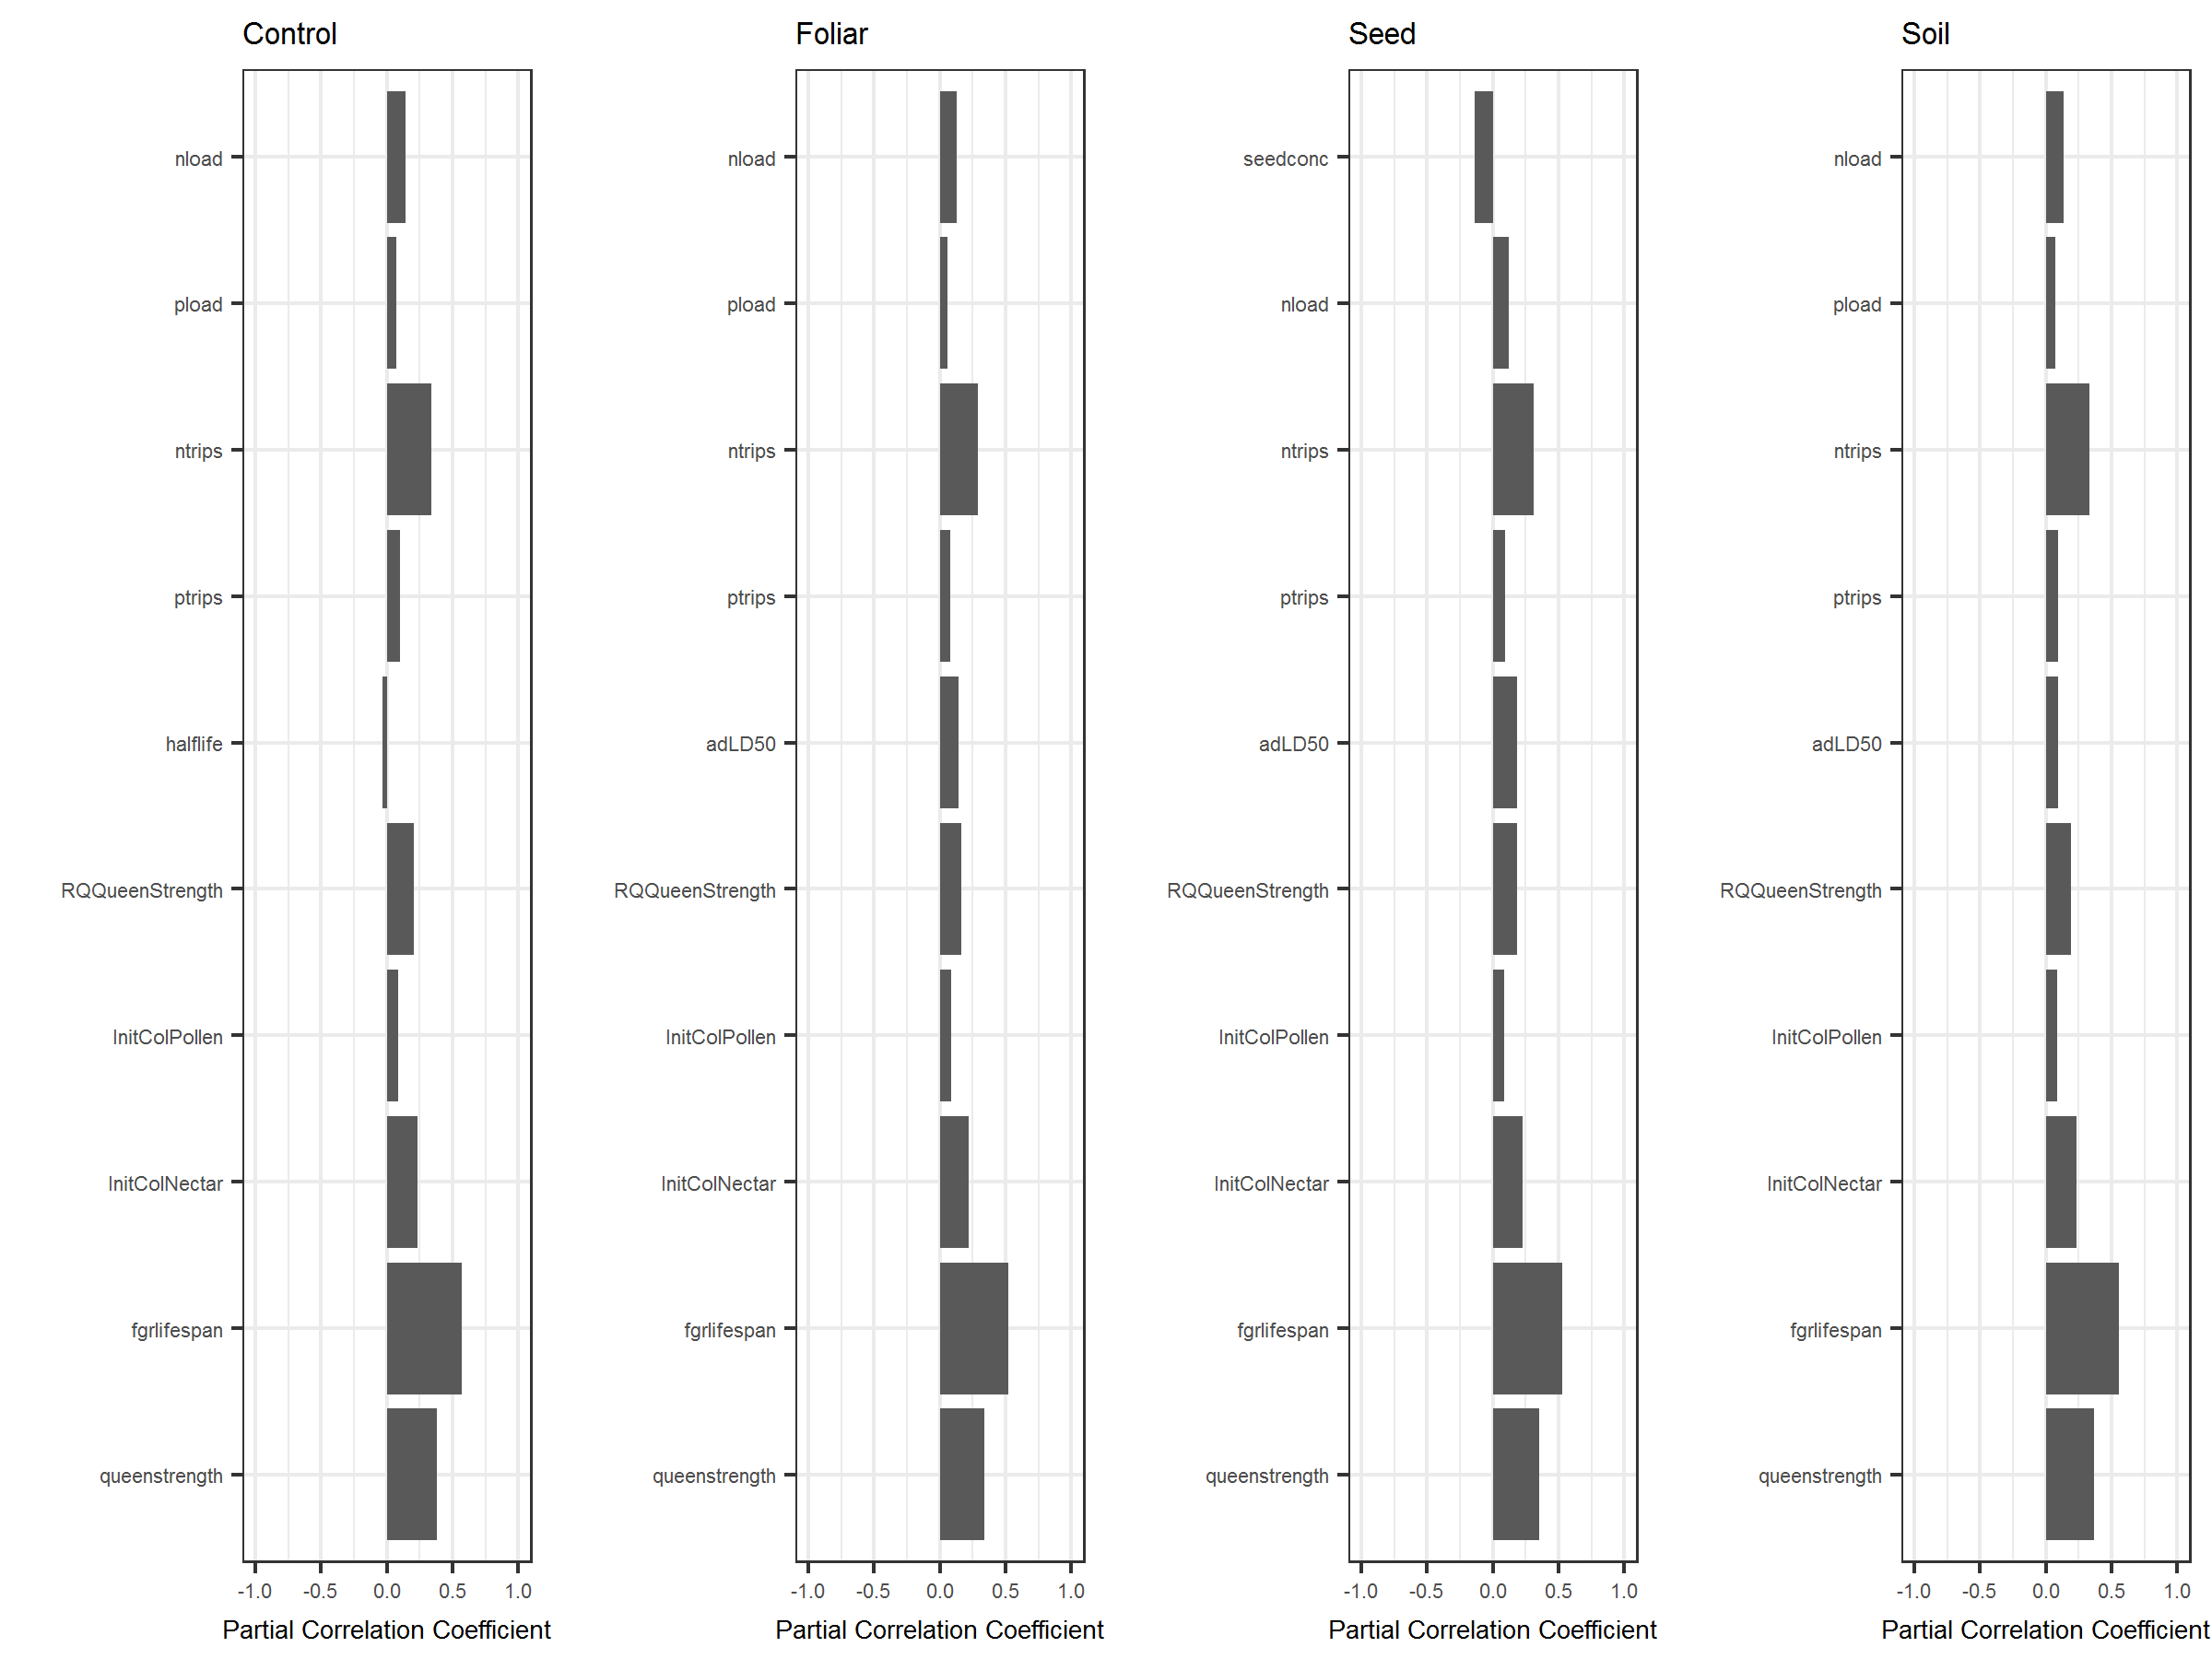 Control
nload
pload
ntrips
ptrips
halflife
RQQueenStrength
InitColPollen
InitColNectar
fgrlifespan
queenstrength
-1.0 -0.5 0.0 0.5 1.0
Partial Correlation Coefficient
Foliar
nload
pload
ntrips
ptrips
adLD50
RQQueenStrength
InitColPollen
InitColNectar
fgrlifespan
queenstrength
-1.0 -0.5 0.0 0.5 1.0
Partial Correlation Coefficient
Seed
seedconc
nload
ntrips
ptrips
adLD50
RQQueenStrength
InitColPollen
InitColNectar
fgrlifespan
queenstrength
-1.0 -0.5 0.0 0.5 1.0
Partial Correlation Coefficient
Soil
nload
pload
ntrips
ptrips
adLD50
RQQueenStrength
InitColPollen
InitColNectar
fgrlifespan
queenstrength
-1.0 -0.5 0.0 0.5 1.0
Partial Correlation Coefficient